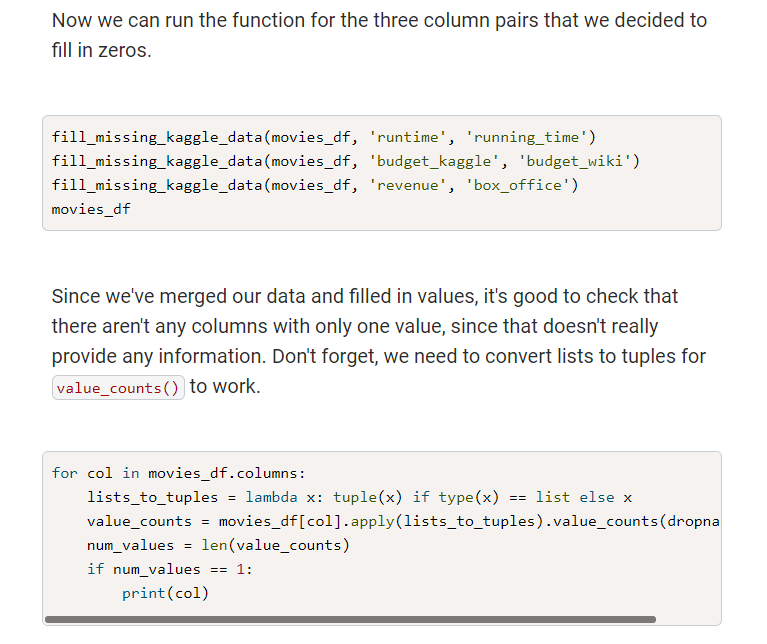 Now we can run the function for the three column pairs that we decided to
fill in zeros.
fill_missing_kaggle_data(movies_df, 'runtime', 'running_time')
fill_missing_kaggle_data(movies_df, 'budget_kaggle', 'budget_wiki')
fill_missing_kaggle_data(movies_df, 'revenue', 'box_office')
movies_df
Since we've merged our data and filled in values, it's good to check that
there aren't any columns with only one value, since that doesn't really
provide any information. Don't forget, we need to convert lists to tuples for
value_counts() to work.
for col in movies_df.columns:
    lists_to_tuples = lambda x: tuple(x) if type(x) == list else x
    value_counts = movies_df[col].apply(lists_to_tuples).value_counts(dropna
    num_values = len(value_counts)
    if num_values == 1:
        print(col)